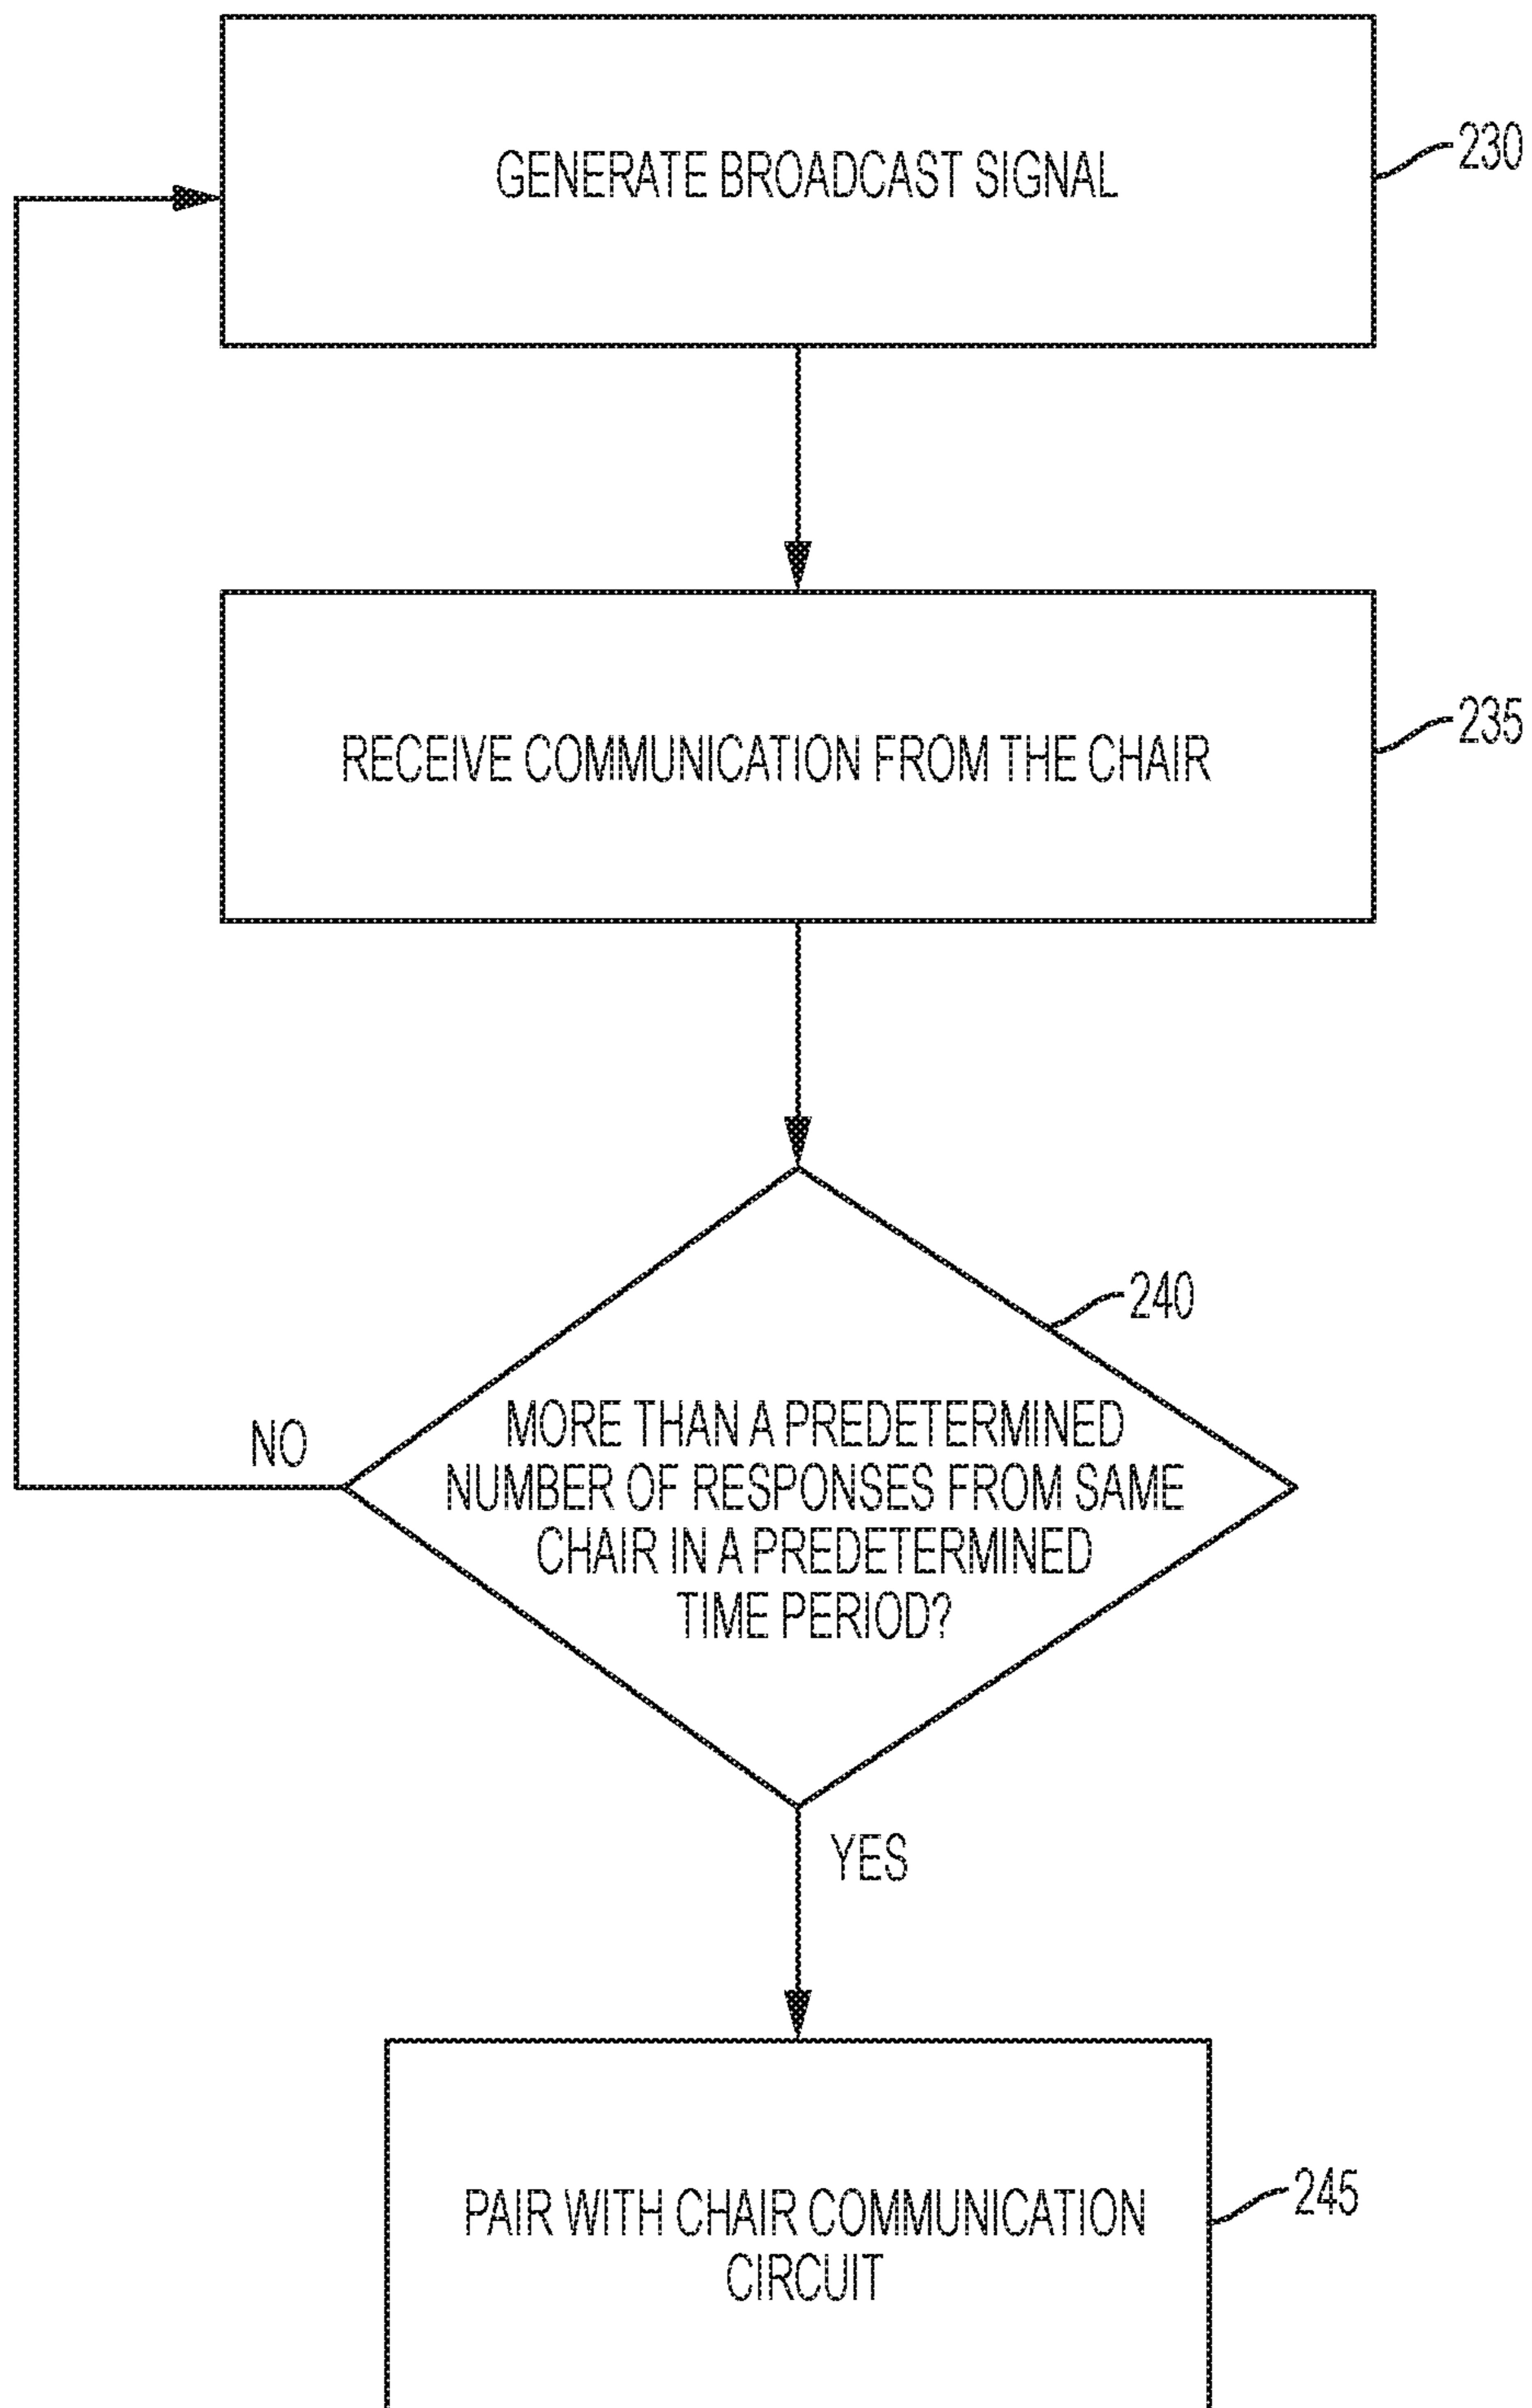 GENERATE BROADCAST SIGNAL
230
RECEIVE COMMUNICATION FROM THE CHAIR
235
240
MORE THAN A PREDETERMINED
NUMBER OF RESPONSES FROM SAME
CHAIR IN A PREDETERMINED
TIME PERIOD?
NO
YES
PAIR WITH CHAIR COMMUNICATION
CIRCUIT
245